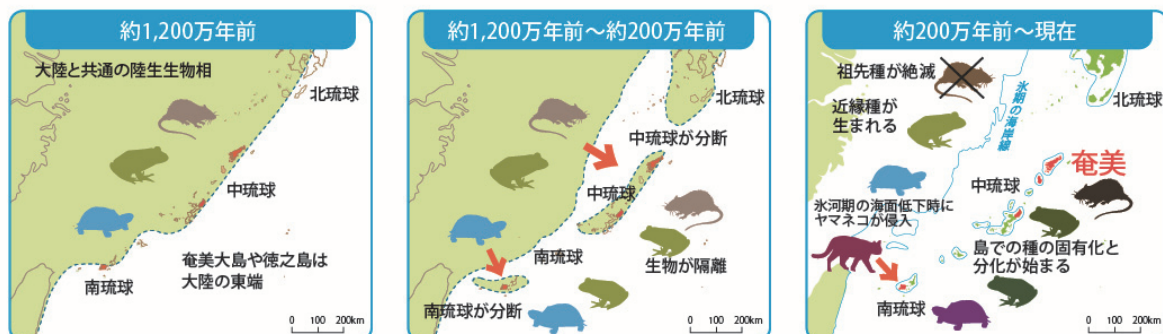 約1,200万年前
大陸と共通の陸生生物相
北琉球
中琉球
奄美大島や徳之島は
大陸の東端
南琉球
0 100 200km
約1,200万年前～約200万年前
北琉球
中琉球が分断
中琉球
南琉球
生物が隔離
南琉球が分断
0 100 200km
約200万年前～現在
祖先種が絶滅
近縁種が
生まれる
氷期の海岸線
北琉球
奄美
中琉球
氷河期の海面低下時に
ヤマネコが侵入
島での種の固有化と
分化が始まる
南琉球
0 100 200km